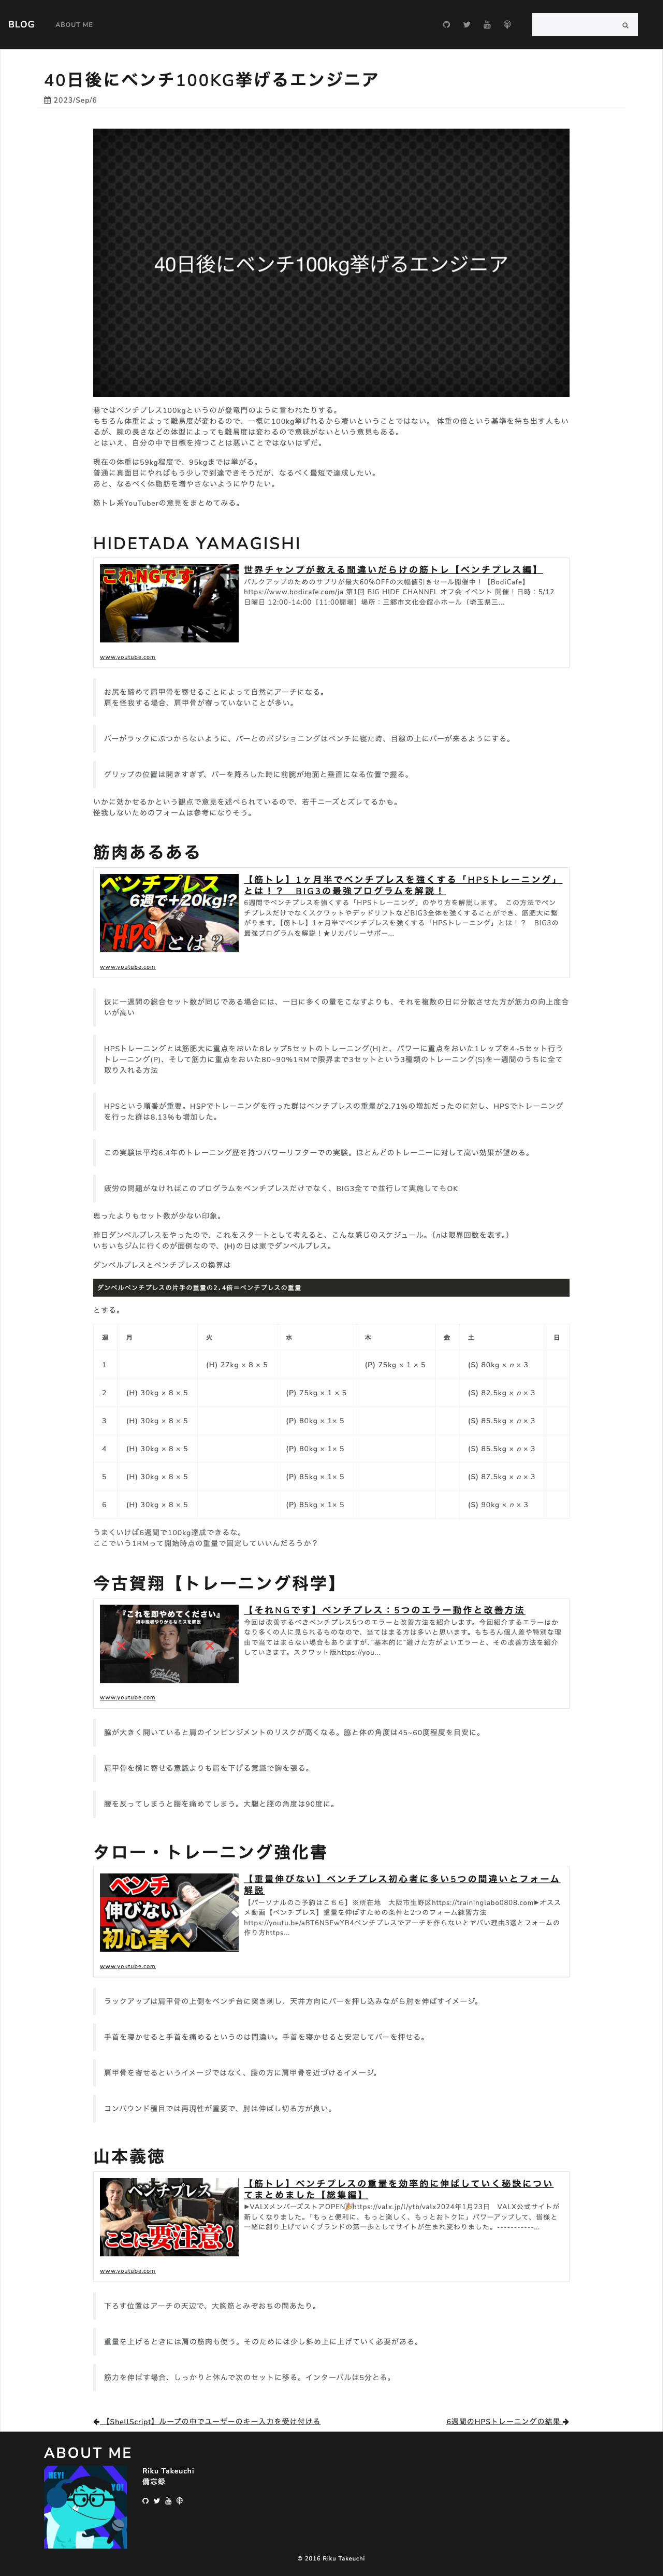 BLOG
ABOUT ME
40日後にベンチ100KG挙げるエンジニア
2023/Sep/6
40日後にベンチ100kg挙げるエンジニア
巷ではベンチプレス100kgというのが登竜門のように言われたりする。
もちろん体重によって難易度が変わるので、一概に100kg挙げれるから凄いということではない。 体重の倍という基準を持ち出す人もい
るが、腕の長さなどの体型によっても難易度は変わるので意味がないという意見もある。
とはいえ、自分の中で目標を持つことは悪いことではないはずだ。
現在の体重は59kg程度で、95kgまでは挙がる。
普通に真面目にやればもう少しで到達できそうだが、なるべく最短で達成したい。
あと、なるべく体脂肪を増やさないようにやりたい。
筋トレ系YouTuberの意見をまとめてみる。
HIDETADA YAMAGISHI
これNGです
世界チャンプが教える間違いだらけの筋トレ【ベンチプレス編】
バルクアップのためのサプリが最大60%OFFの大幅値引きセール開催中！【BodiCafe】
https://www.bodicafe.com/ja 第1回 BIG HIDE CHANNEL オフ会 イベント 開催！日時：5/12
日曜日 12:00-14:00［11:00開場］場所：三郷市文化会館小ホール（埼玉県三...
www.youtube.com
お尻を締めて肩甲骨を寄せることによって自然にアーチになる。
肩を怪我する場合、肩甲骨が寄っていないことが多い。
バーがラックにぶつからないように、バーとのポジショニングはベンチに寝た時、目線の上にバーが来るようにする。
グリップの位置は開きすぎず、バーを降ろした時に前腕が地面と垂直になる位置で握る。
いかに効かせるかという観点で意見を述べられているので、若干ニーズとズレてるかも。
怪我しないためのフォームは参考になりそう。
筋肉あるある
ベンチプレス
6週で+20kg!?
「HPS」とは？
【筋トレ】1ヶ月半でベンチプレスを強くする「HPSトレーニング」
とは！？　BIG3の最強プログラムを解説！
6週間でベンチプレスを強くする「HPSトレーニング」のやり方を解説します。 この方法でベン
チプレスだけでなくスクワットやデッドリフトなどBIG3全体を強くすることができ、筋肥大に繋
がります。【筋トレ】1ヶ月半でベンチプレスを強くする「HPSトレーニング」とは！？　BIG3の
最強プログラムを解説！★リカバリーサポー...
www.youtube.com
仮に一週間の総合セット数が同じである場合には、一日に多くの量をこなすよりも、それを複数の日に分散させた方が筋力の向上度合
いが高い
HPSトレーニングとは筋肥大に重点をおいた8レップ5セットのトレーニング(H)と、パワーに重点をおいた1レップを4~5セット行う
トレーニング(P)、そして筋力に重点をおいた80~90%1RMで限界まで3セットという3種類のトレーニング(S)を一週間のうちに全て
取り入れる方法
HPSという順番が重要。HSPでトレーニングを行った群はベンチプレスの重量が2.71%の増加だったのに対し、HPSでトレーニング
を行った群は8.13%も増加した。
この実験は平均6.4年のトレーニング歴を持つパワーリフターでの実験。ほとんどのトレーニーに対して高い効果が望める。
疲労の問題がなければこのプログラムをベンチプレスだけでなく、BIG3全てで並行して実施してもOK
思ったよりもセット数が少ない印象。
昨日ダンベルプレスをやったので、これをスタートとして考えると、こんな感じのスケジュール。（nは限界回数を表す。）
いちいちジムに行くのが面倒なので、(H)の日は家でダンベルプレス。
ダンベルプレスとベンチプレスの換算は
ダンベルベンチプレスの片手の重量の2.4倍＝ベンチプレスの重量
とする。
週 月 火 水 木 金 土 日
1 (H) 27kg × 8 × 5 (P) 75kg × 1 × 5 (S) 80kg × n × 3
2 (H) 30kg × 8 × 5 (P) 75kg × 1 × 5 (S) 82.5kg × n × 3
3 (H) 30kg × 8 × 5 (P) 80kg × 1× 5 (S) 85.5kg × n × 3
4 (H) 30kg × 8 × 5 (P) 80kg × 1× 5 (S) 85.5kg × n × 3
5 (H) 30kg × 8 × 5 (P) 85kg × 1× 5 (S) 87.5kg × n × 3
6 (H) 30kg × 8 × 5 (P) 85kg × 1× 5 (S) 90kg × n × 3
うまくいけば6週間で100kg達成できるな。
ここでいう1RMって開始時点の重量で固定していいんだろうか？
今古賀翔【トレーニング科学】
『これを即やめてください』
【それNGです】ベンチプレス：5つのエラー動作と改善方法
今回は改善するべきベンチプレス5つのエラーと改善方法を紹介します。今回紹介するエラーはか
なり多くの人に見られるものなので、当てはまる方は多いと思います。もちろん個人差や特別な理
由で当てはまらない場合もありますが、"基本的に"避けた方がよいエラーと、その改善方法を紹介
していきます。スクワット版https://you...
www.youtube.com
脇が大きく開いていると肩のインピンジメントのリスクが高くなる。脇と体の角度は45~60度程度を目安に。
肩甲骨を横に寄せる意識よりも肩を下げる意識で胸を張る。
腰を反ってしまうと腰を痛めてしまう。大腿と脛の角度は90度に。
タロー・トレーニング強化書
ベンチ
伸びない
初心者へ
【重量伸びない】ベンチプレス初心者に多い5つの間違いとフォーム
解説
【パーソナルのご予約はこちら】※所在地　大阪市生野区https://traininglabo0808.com▶オスス
メ動画【ベンチプレス】重量を伸ばすための条件と2つのフォーム練習方法
https://youtu.be/aBT6N5EwYB4ベンチプレスでアーチを作らないとヤバい理由3選とフォームの
作り方https...
www.youtube.com
ラックアップは肩甲骨の上側をベンチ台に突き刺し、天井方向にバーを押し込みながら肘を伸ばすイメージ。
手首を寝かせると手首を痛めるというのは間違い。手首を寝かせると安定してバーを押せる。
肩甲骨を寄せるというイメージではなく、腰の方に肩甲骨を近づけるイメージ。
コンパウンド種目では再現性が重要で、肘は伸ばし切る方が良い。
山本義徳
ベンチプレス
ここに要注意！
【筋トレ】ベンチプレスの重量を効率的に伸ばしていく秘訣につい
てまとめました【総集編】
▶VALXメンバーズストアOPEN🎉https://valx.jp/l/ytb/valx2024年1月23日　VALX公式サイトが
新しくなりました。「もっと便利に、もっと楽しく、もっとおトクに」パワーアップして、皆様と
一緒に創り上げていくブランドの第一歩としてサイトが生まれ変わりました。-----------...
www.youtube.com
下ろす位置はアーチの天辺で、大胸筋とみぞおちの間あたり。
重量を上げるときには肩の筋肉も使う。そのためには少し斜め上に上げていく必要がある。
筋力を伸ばす場合、しっかりと休んで次のセットに移る。インターバルは5分とる。
【ShellScript】ループの中でユーザーのキー入力を受け付ける
6週間のHPSトレーニングの結果
ABOUT ME
HEY!
YO!
Riku Takeuchi
備忘録
© 2016 Riku Takeuchi